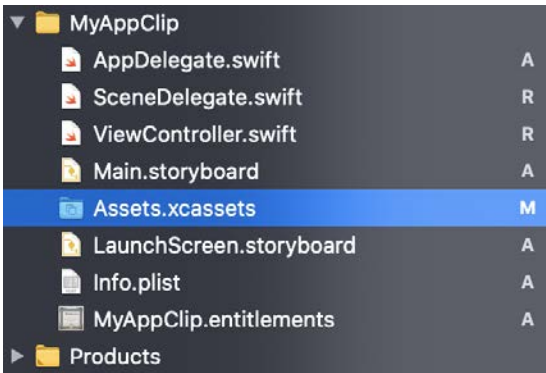 MyAppClip
AppDelegate.swift A
SceneDelegate.swift R
ViewController.swift R
Main.storyboard A
Assets.xcassets M
LaunchScreen.storyboard A
Info.plist A
MyAppClip.entitlements A
Products